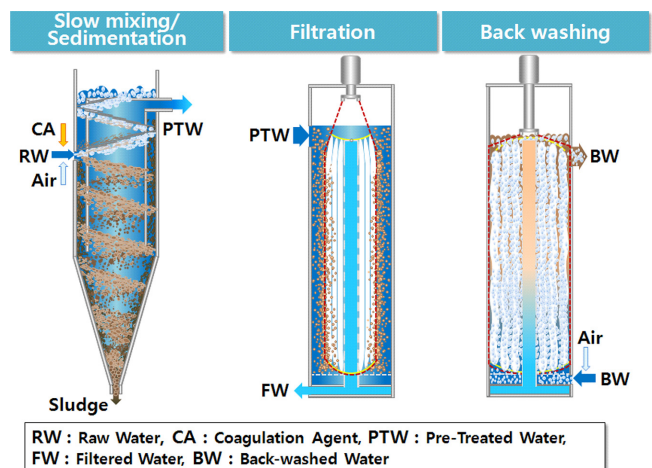 Slow mixing/
Sedimentation
Filtration
Back washing
CA
RW
Air
PTW
Sludge
PTW
FW
BW
Air
BW
RW : Raw Water, CA : Coagulation Agent, PTW : Pre-Treated Water,
FW : Filtered Water, BW : Back-washed Water